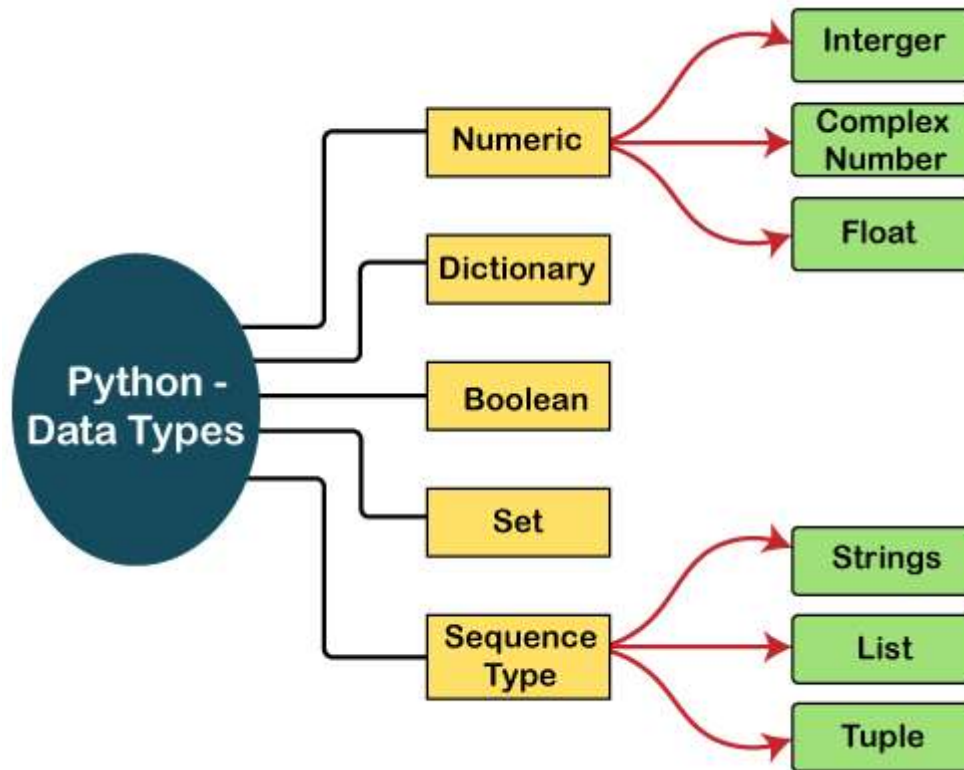 Python -
Data Types
Numeric
Dictionary
Boolean
Set
Sequence
Type
Interger
Complex
Number
Float
Strings
List
Tuple